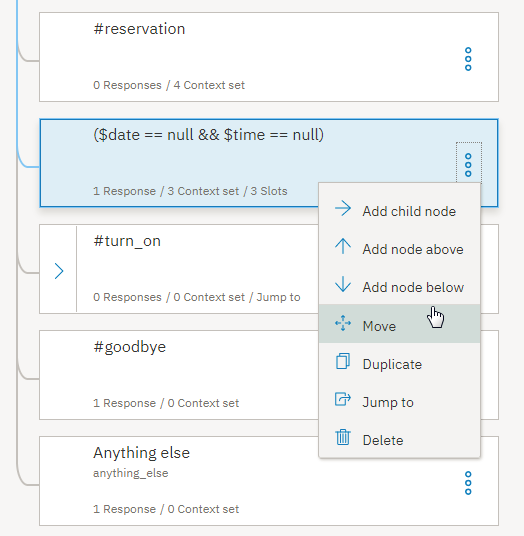 #reservation
0 Responses / 4 Context set
($date == null && $time == null)
1 Response / 3 Context set / 3 Slots
Add child node
#turn_on
Add node above
Add node below
0 Responses / 0 Context set / Jump to
Move
#goodbye
Duplicate
1 Response / 0 Context set
Jump to
Delete
Anything else
anything_else
1 Response / 0 Context set